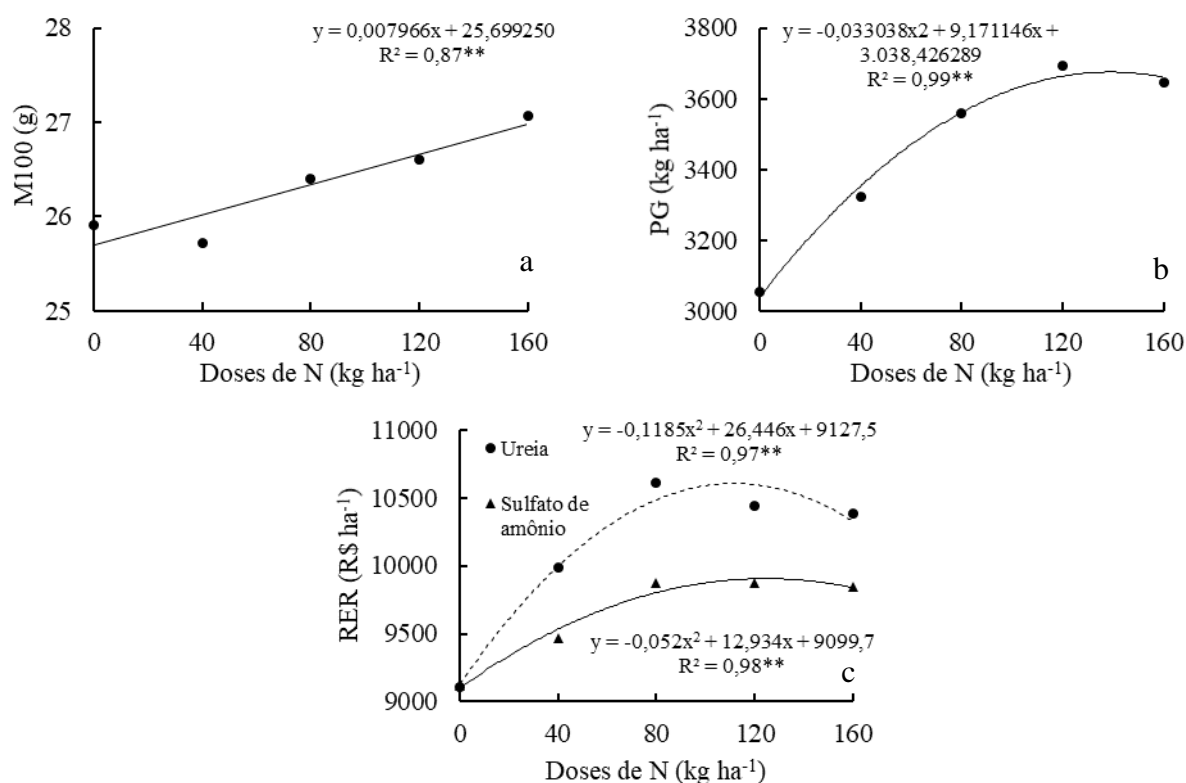 28
27
26
25
M100 (g)
y = 0,007966x + 25,699250
R² = 0,87**
a
0 40 80 120 160
Doses de N (kg ha⁻¹)
3800
3600
3400
3200
3000
PG (kg ha⁻¹)
y = -0,033038x2 + 9,171146x +
3.038,426289
R² = 0,99**
b
0 40 80 120 160
Doses de N (kg ha⁻¹)
11000
10500
10000
9500
9000
RER (R$ ha⁻¹)
Ureia
Sulfato de
amônio
y = -0,1185x² + 26,446x + 9127,5
R² = 0,97**
y = -0,052x² + 12,934x + 9099,7
R² = 0,98**
c
0 40 80 120 160
Doses de N (kg ha⁻¹)